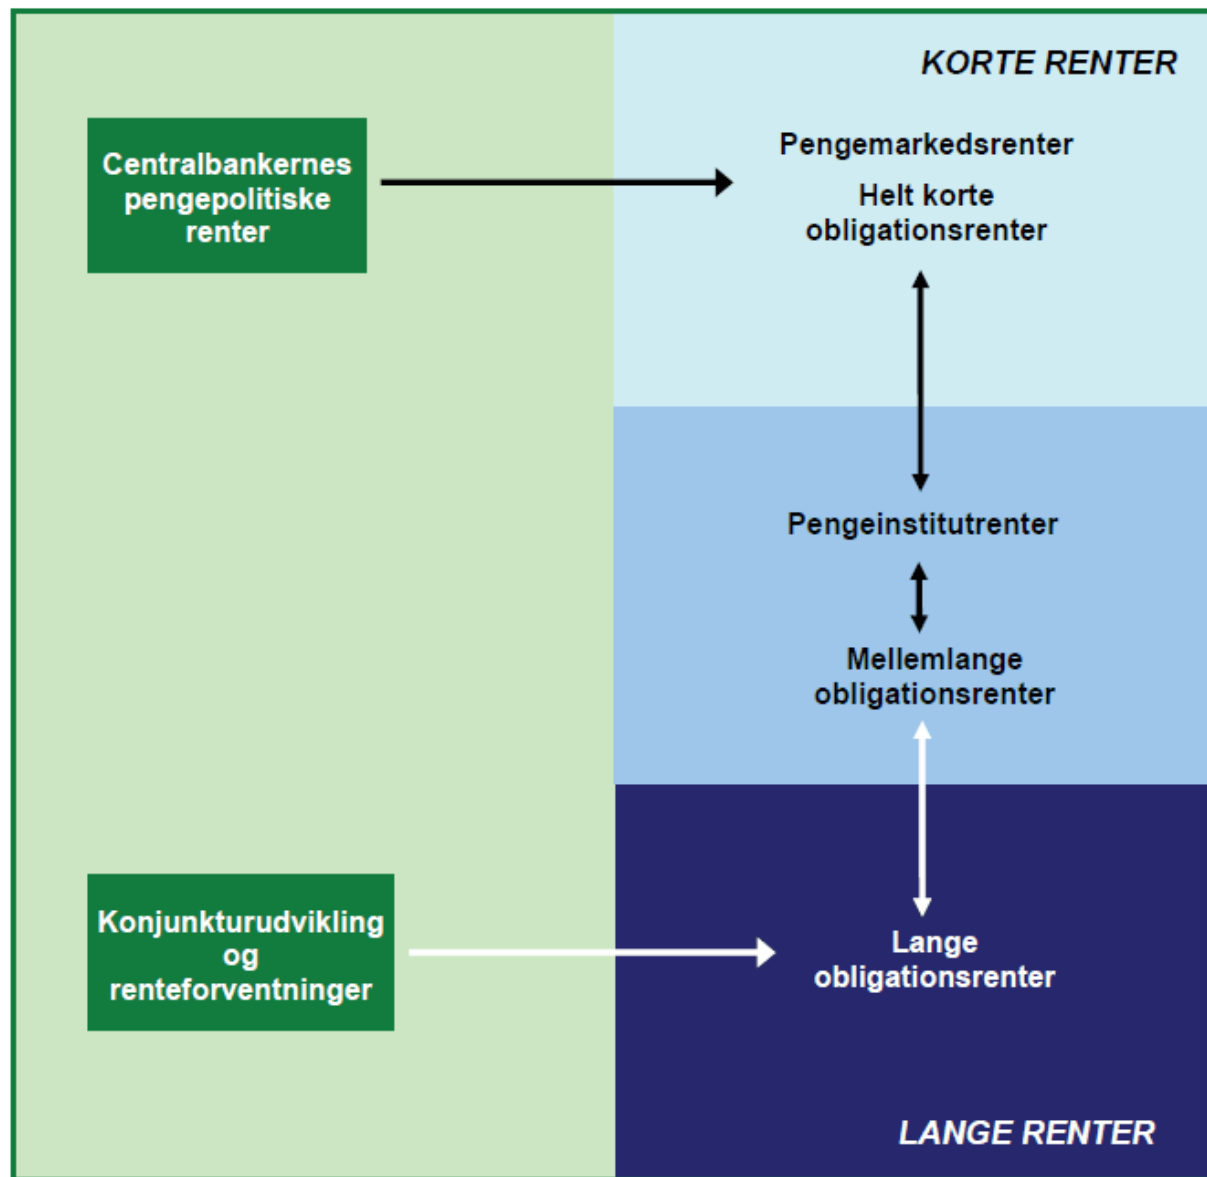 KORTE RENTER
Centralbankernes
pengepolitiske
renter
Pengemarkedsrenter
Helt korte
obligationsrenter
Pengeinstitutrenter
Mellemlange
obligationsrenter
Konjunkturudvikling
og
renteforventninger
Lange
obligationsrenter
LANGE RENTER